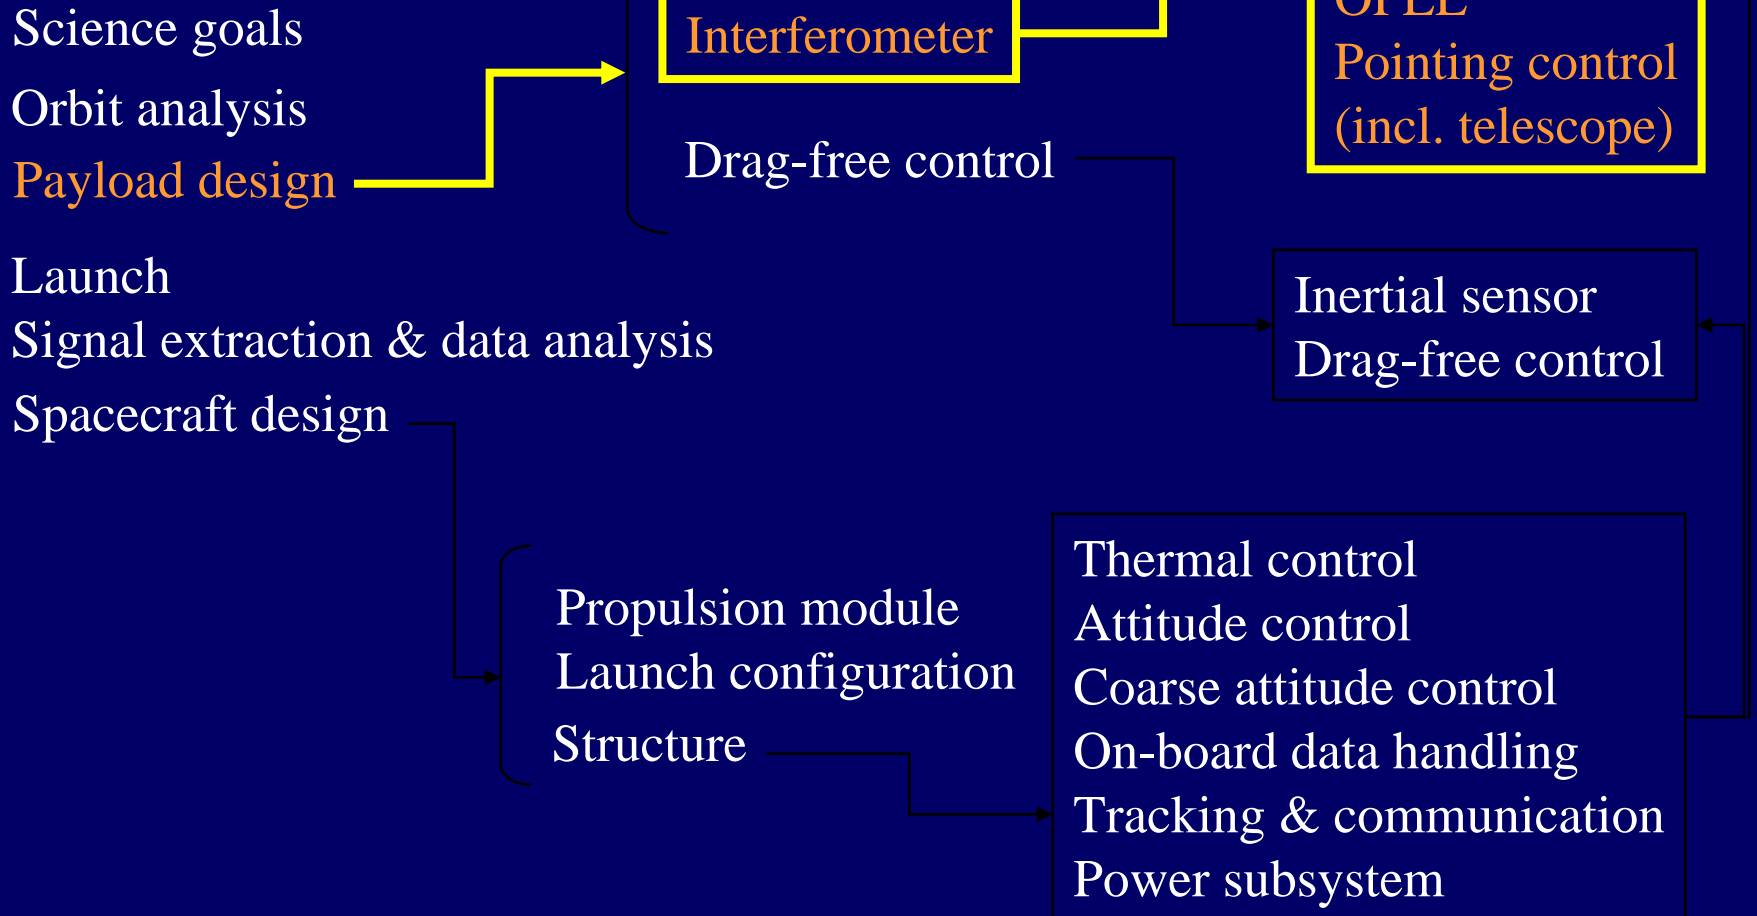 Science goals
Orbit analysis
Payload design
Launch
Signal extraction & data analysis
Spacecraft design
Interferometer
Drag-free control
Pointing control
(incl. telescope)
Inertial sensor
Drag-free control
Propulsion module
Launch configuration
Structure
Thermal control
Attitude control
Coarse attitude control
On-board data handling
Tracking & communication
Power subsystem